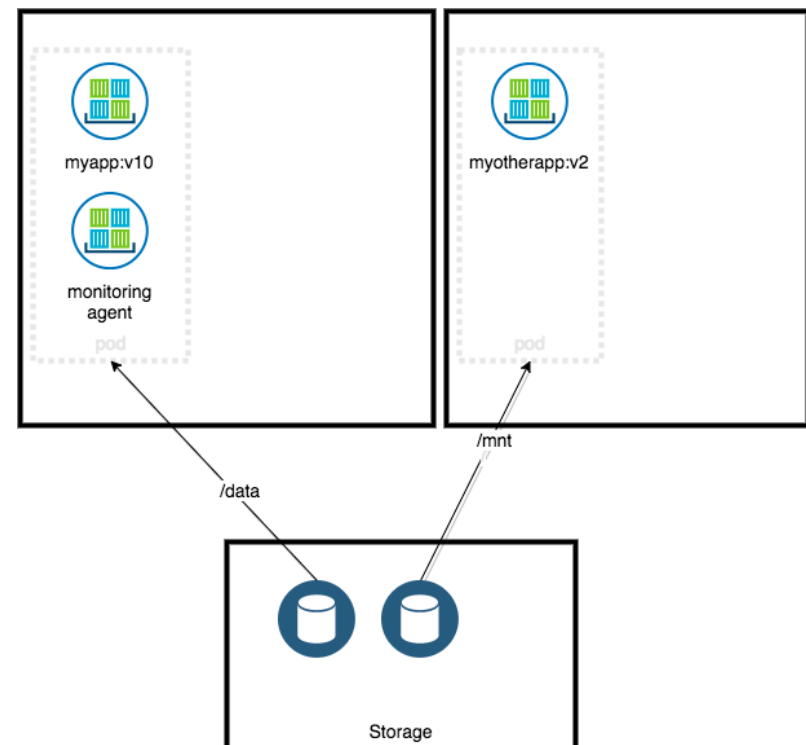 myapp:v10
monitoring
agent
pod
myotherapp:v2
pod
/data
/mnt
Storage